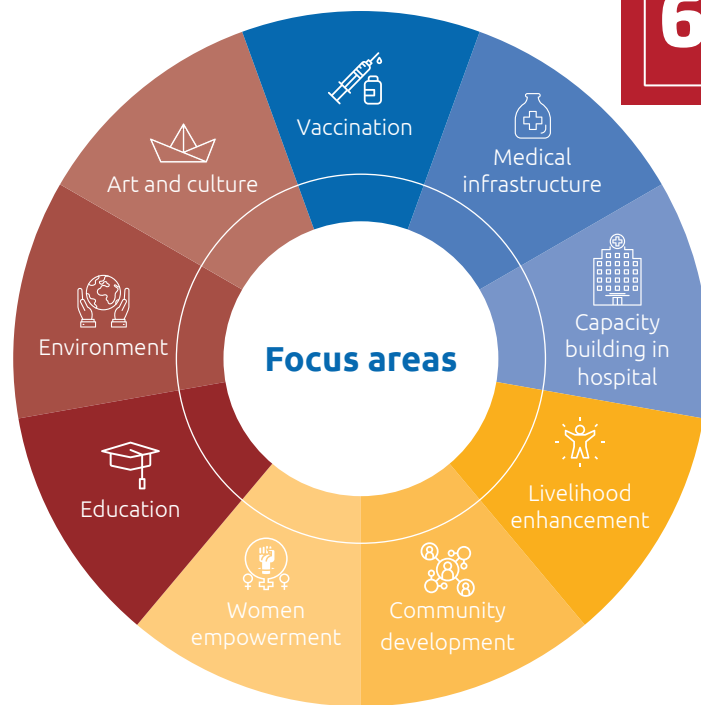 6
Vaccination
Medical
infrastructure
Capacity
building in
hospital
Livelihood
enhancement
Community
development
Women
empowerment
Education
Environment
Art and culture
Focus areas